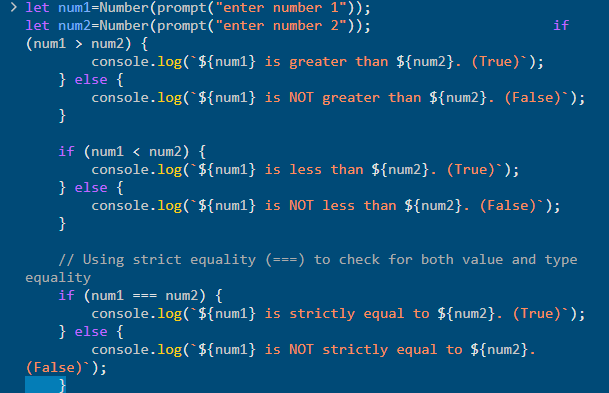 let num1=Number(prompt("enter number 1"));
let num2=Number(prompt("enter number 2")); if
(num1 > num2) {
console.log(`${num1} is greater than ${num2}. (True)`);
} else {
console.log(`${num1} is NOT greater than ${num2}. (False)`);
}
if (num1 < num2) {
console.log(`${num1} is less than ${num2}. (True)`);
} else {
console.log(`${num1} is NOT less than ${num2}. (False)`);
}
// Using strict equality (===) to check for both value and type
equality
if (num1 === num2) {
console.log(`${num1} is strictly equal to ${num2}. (True)`);
} else {
console.log(`${num1} is NOT strictly equal to ${num2}.
(False)`);
}